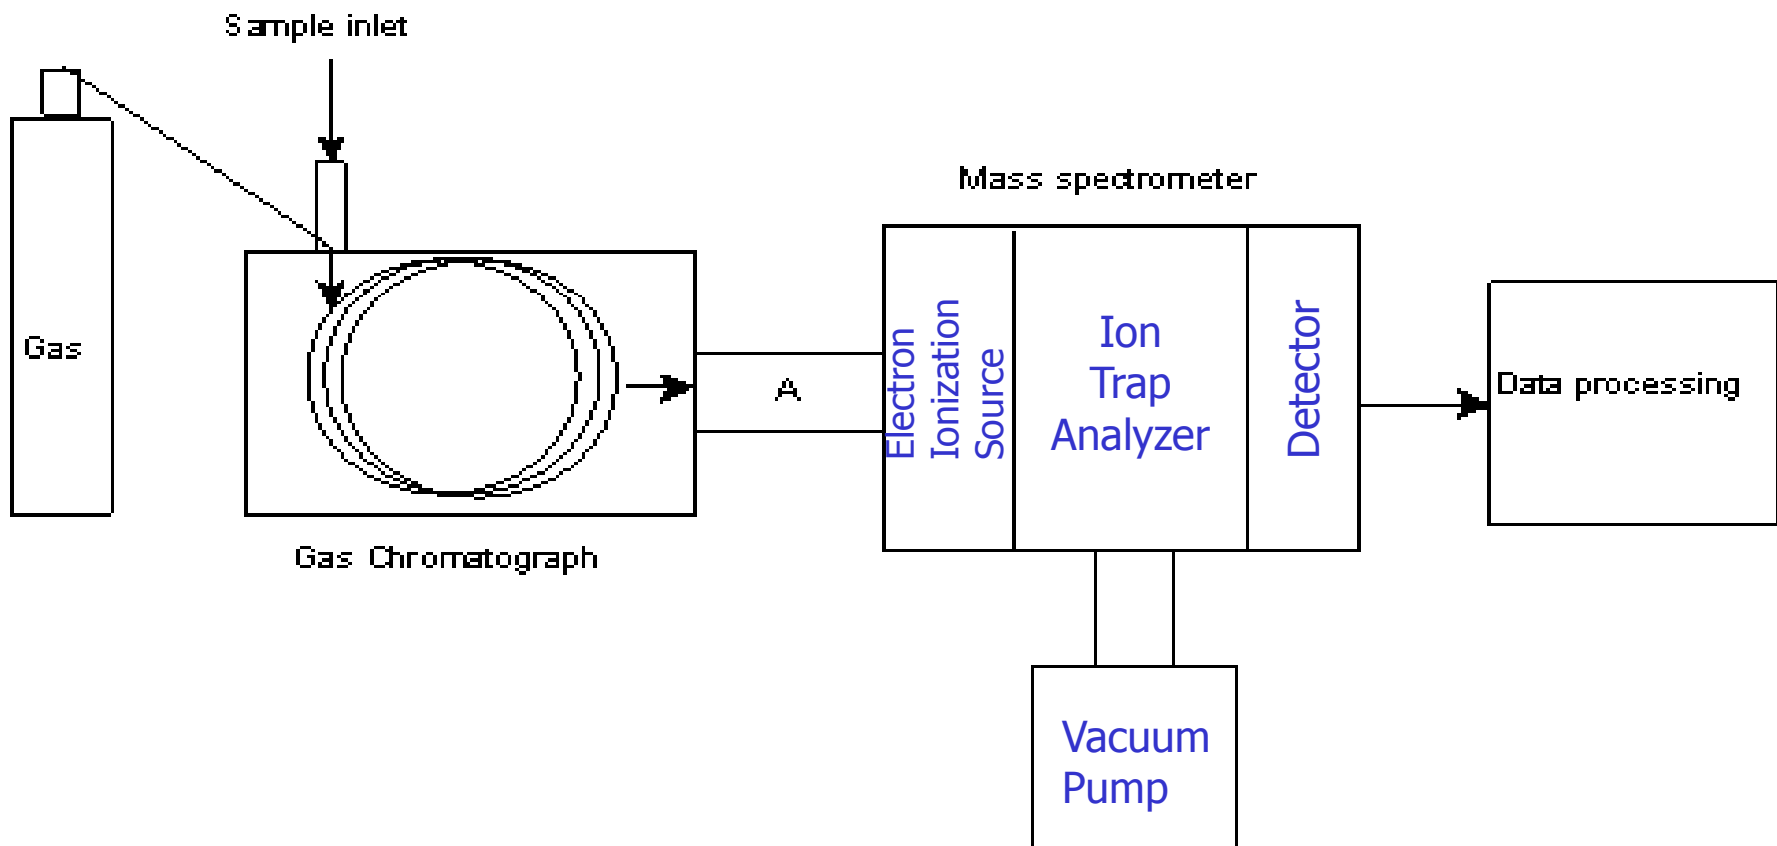 Sample inlet
Gas
Gas Chromatograph
A
Mass spectrometer
Electron
Ionization
Source
Ion
Trap
Analyzer
Detector
Data processing
Vacuum
Pump